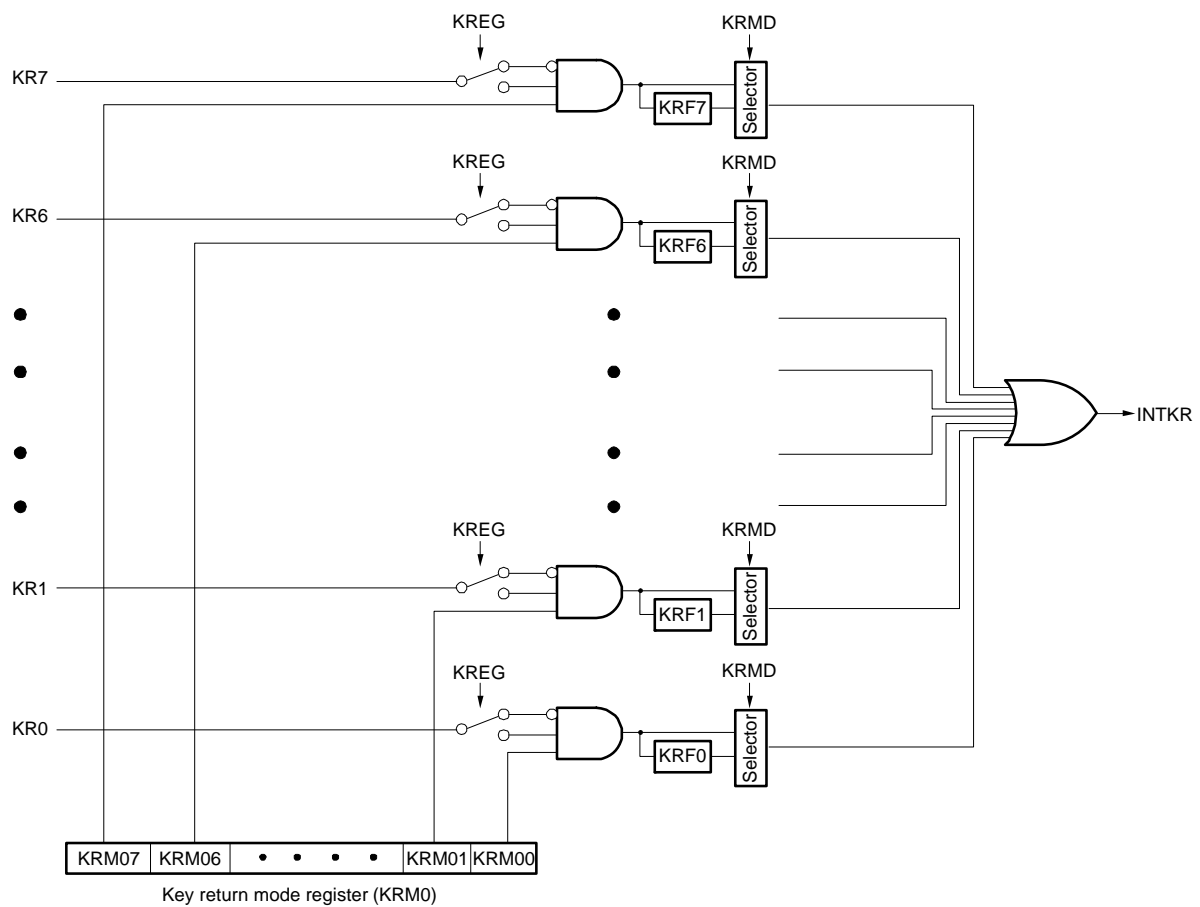 KREG KRMD
KR7
KRF7
Selector
KREG KRMD
KR6
KRF6
Selector
INTKR
KREG KRMD
KR1
KRF1
Selector
KREG KRMD
KR0
KRF0
Selector
KRM07 KRM06 • • • • KRM01 KRM00
Key return mode register (KRM0)